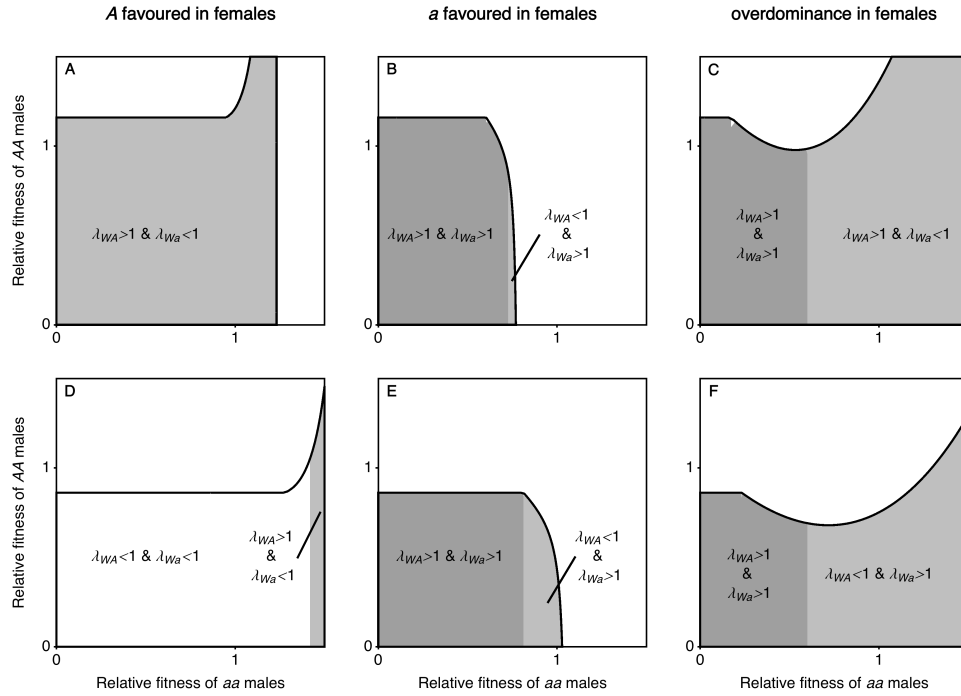 A favoured in females
a favoured in females
overdominance in females
Relative fitness of AA males
A
1
0
0
1
λWA>1 & λWa<1
B
1
0
0
1
λWA>1 & λWa>1
λWA<1
&
λWa>1
C
1
0
0
1
λWA>1
&
λWa>1
λWA>1 & λWa<1
Relative fitness of AA males
D
1
0
0
1
λWA<1 & λWa<1
λWA>1
&
λWa<1
Relative fitness of aa males
E
1
0
0
1
λWA>1 & λWa>1
λWA<1
&
λWa>1
Relative fitness of aa males
F
1
0
0
1
λWA>1
&
λWa>1
λWA<1 & λWa>1
Relative fitness of aa males